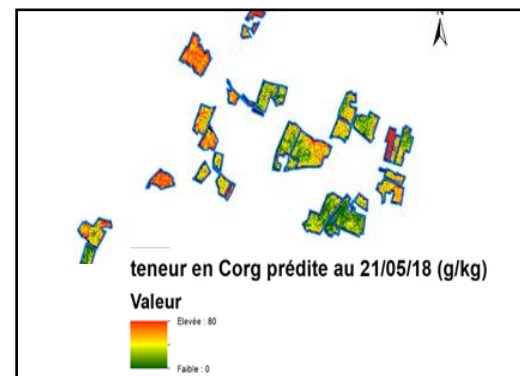 N
teneur en Corg prédite au 21/05/18 (g/kg)
Valeur
Elevée : 80
Faible : 0